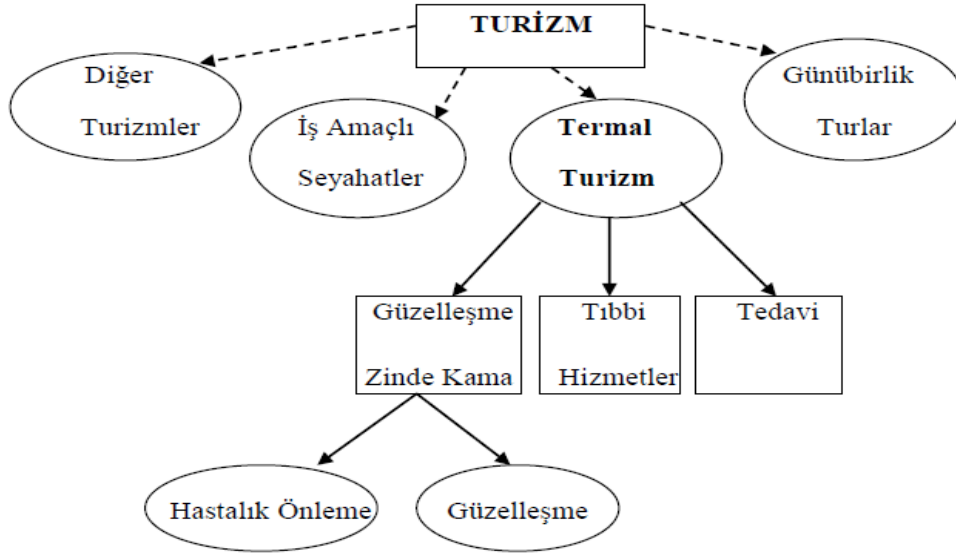 TURİZM
Diğer
Turizmler
İş Amaçlı
Seyahatler
Termal
Turizm
Günübirlik
Turlar
Güzelleşme
Zinde Kama
Tıbbi
Hizmetler
Tedavi
Hastalık Önleme
Güzelleşme